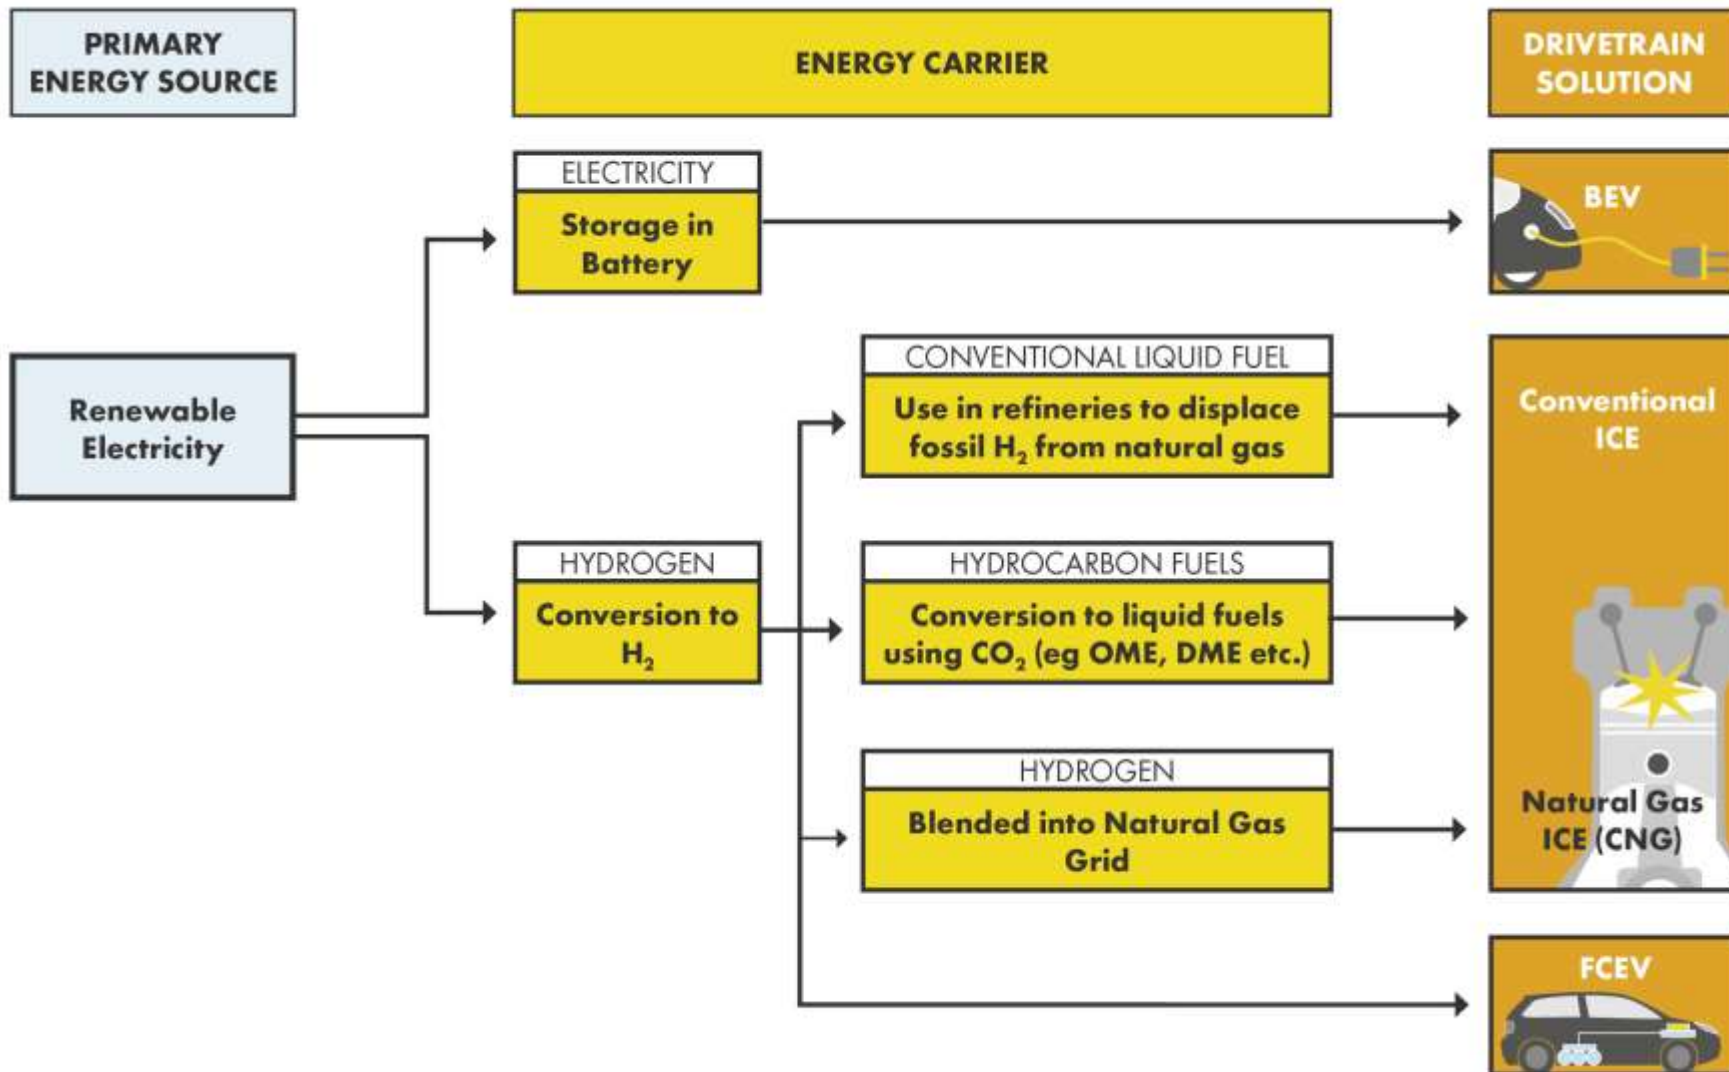 PRIMARY
ENERGY SOURCE
ENERGY CARRIER
DRIVETRAIN
SOLUTION
ELECTRICITY
Storage in
Battery
BEV
Renewable
Electricity
CONVENTIONAL LIQUID FUEL
Use in refineries to displace
fossil H₂ from natural gas
Conventional
ICE
HYDROGEN
Conversion to
H₂
HYDROCARBON FUELS
Conversion to liquid fuels
using CO₂ (eg OME, DME etc.)
HYDROGEN
Blended into Natural Gas
Grid
Natural Gas
ICE (CNG)
FCEV